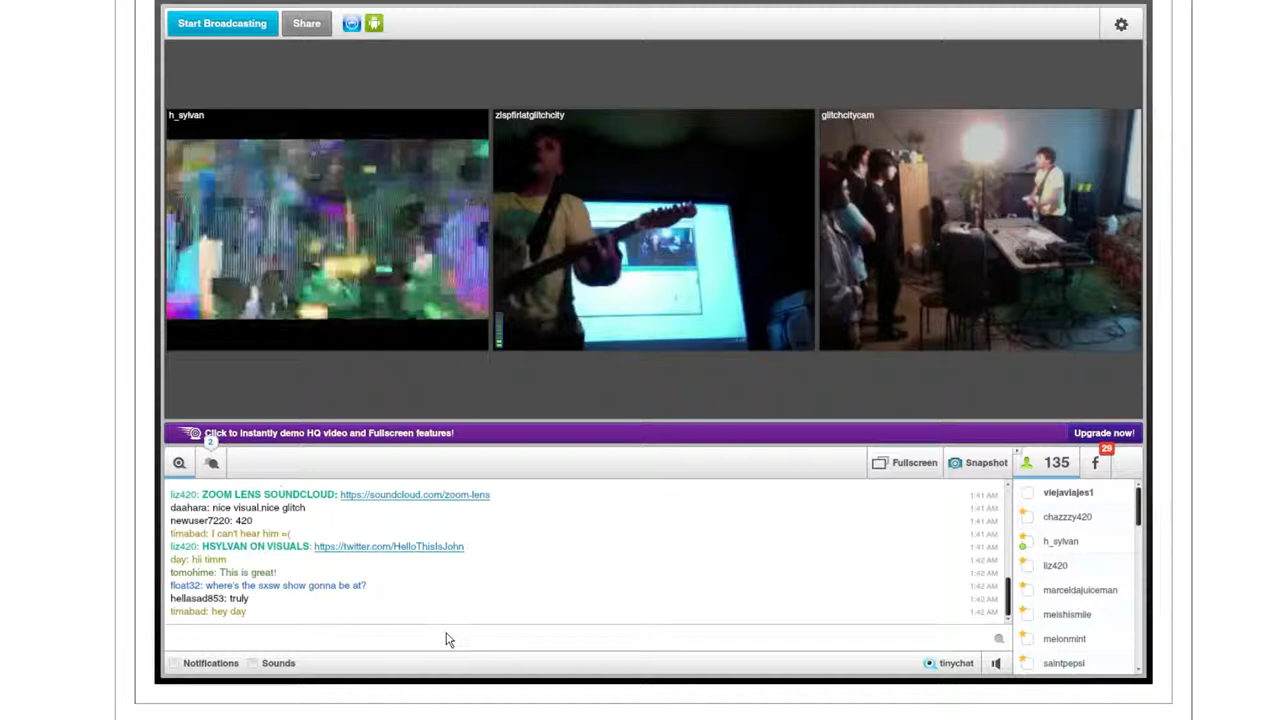 Start Broadcasting
Share
h_sylvan
zlspfirlatglitchcity
glitchcitycam
Click to instantly demo HQ video and Fullscreen features!
Upgrade now!
2
Fullscreen
Snapshot
135
29
liz420: ZOOM LENS SOUNDCLOUD: https://soundcloud.com/zoom-lens 1:41 AM
daahara: nice visual,nice glitch 1:41 AM
newuser7220: 420 1:41 AM
timabad: I can't hear him =( 1:41 AM
liz420: HSYLVAN ON VISUALS: https://twitter.com/HelloThisIsJohn 1:41 AM
day: hii timm 1:42 AM
tomohime: This is great! 1:42 AM
float32: where's the sxsw show gonna be at? 1:42 AM
hellasad853: truly 1:42 AM
timabad: hey day 1:42 AM
viejaviajes1
chazzzy420
h_sylvan
liz420
marceldajuiceman
meishismile
melonmint
saintpepsi
Notifications
Sounds
tinychat